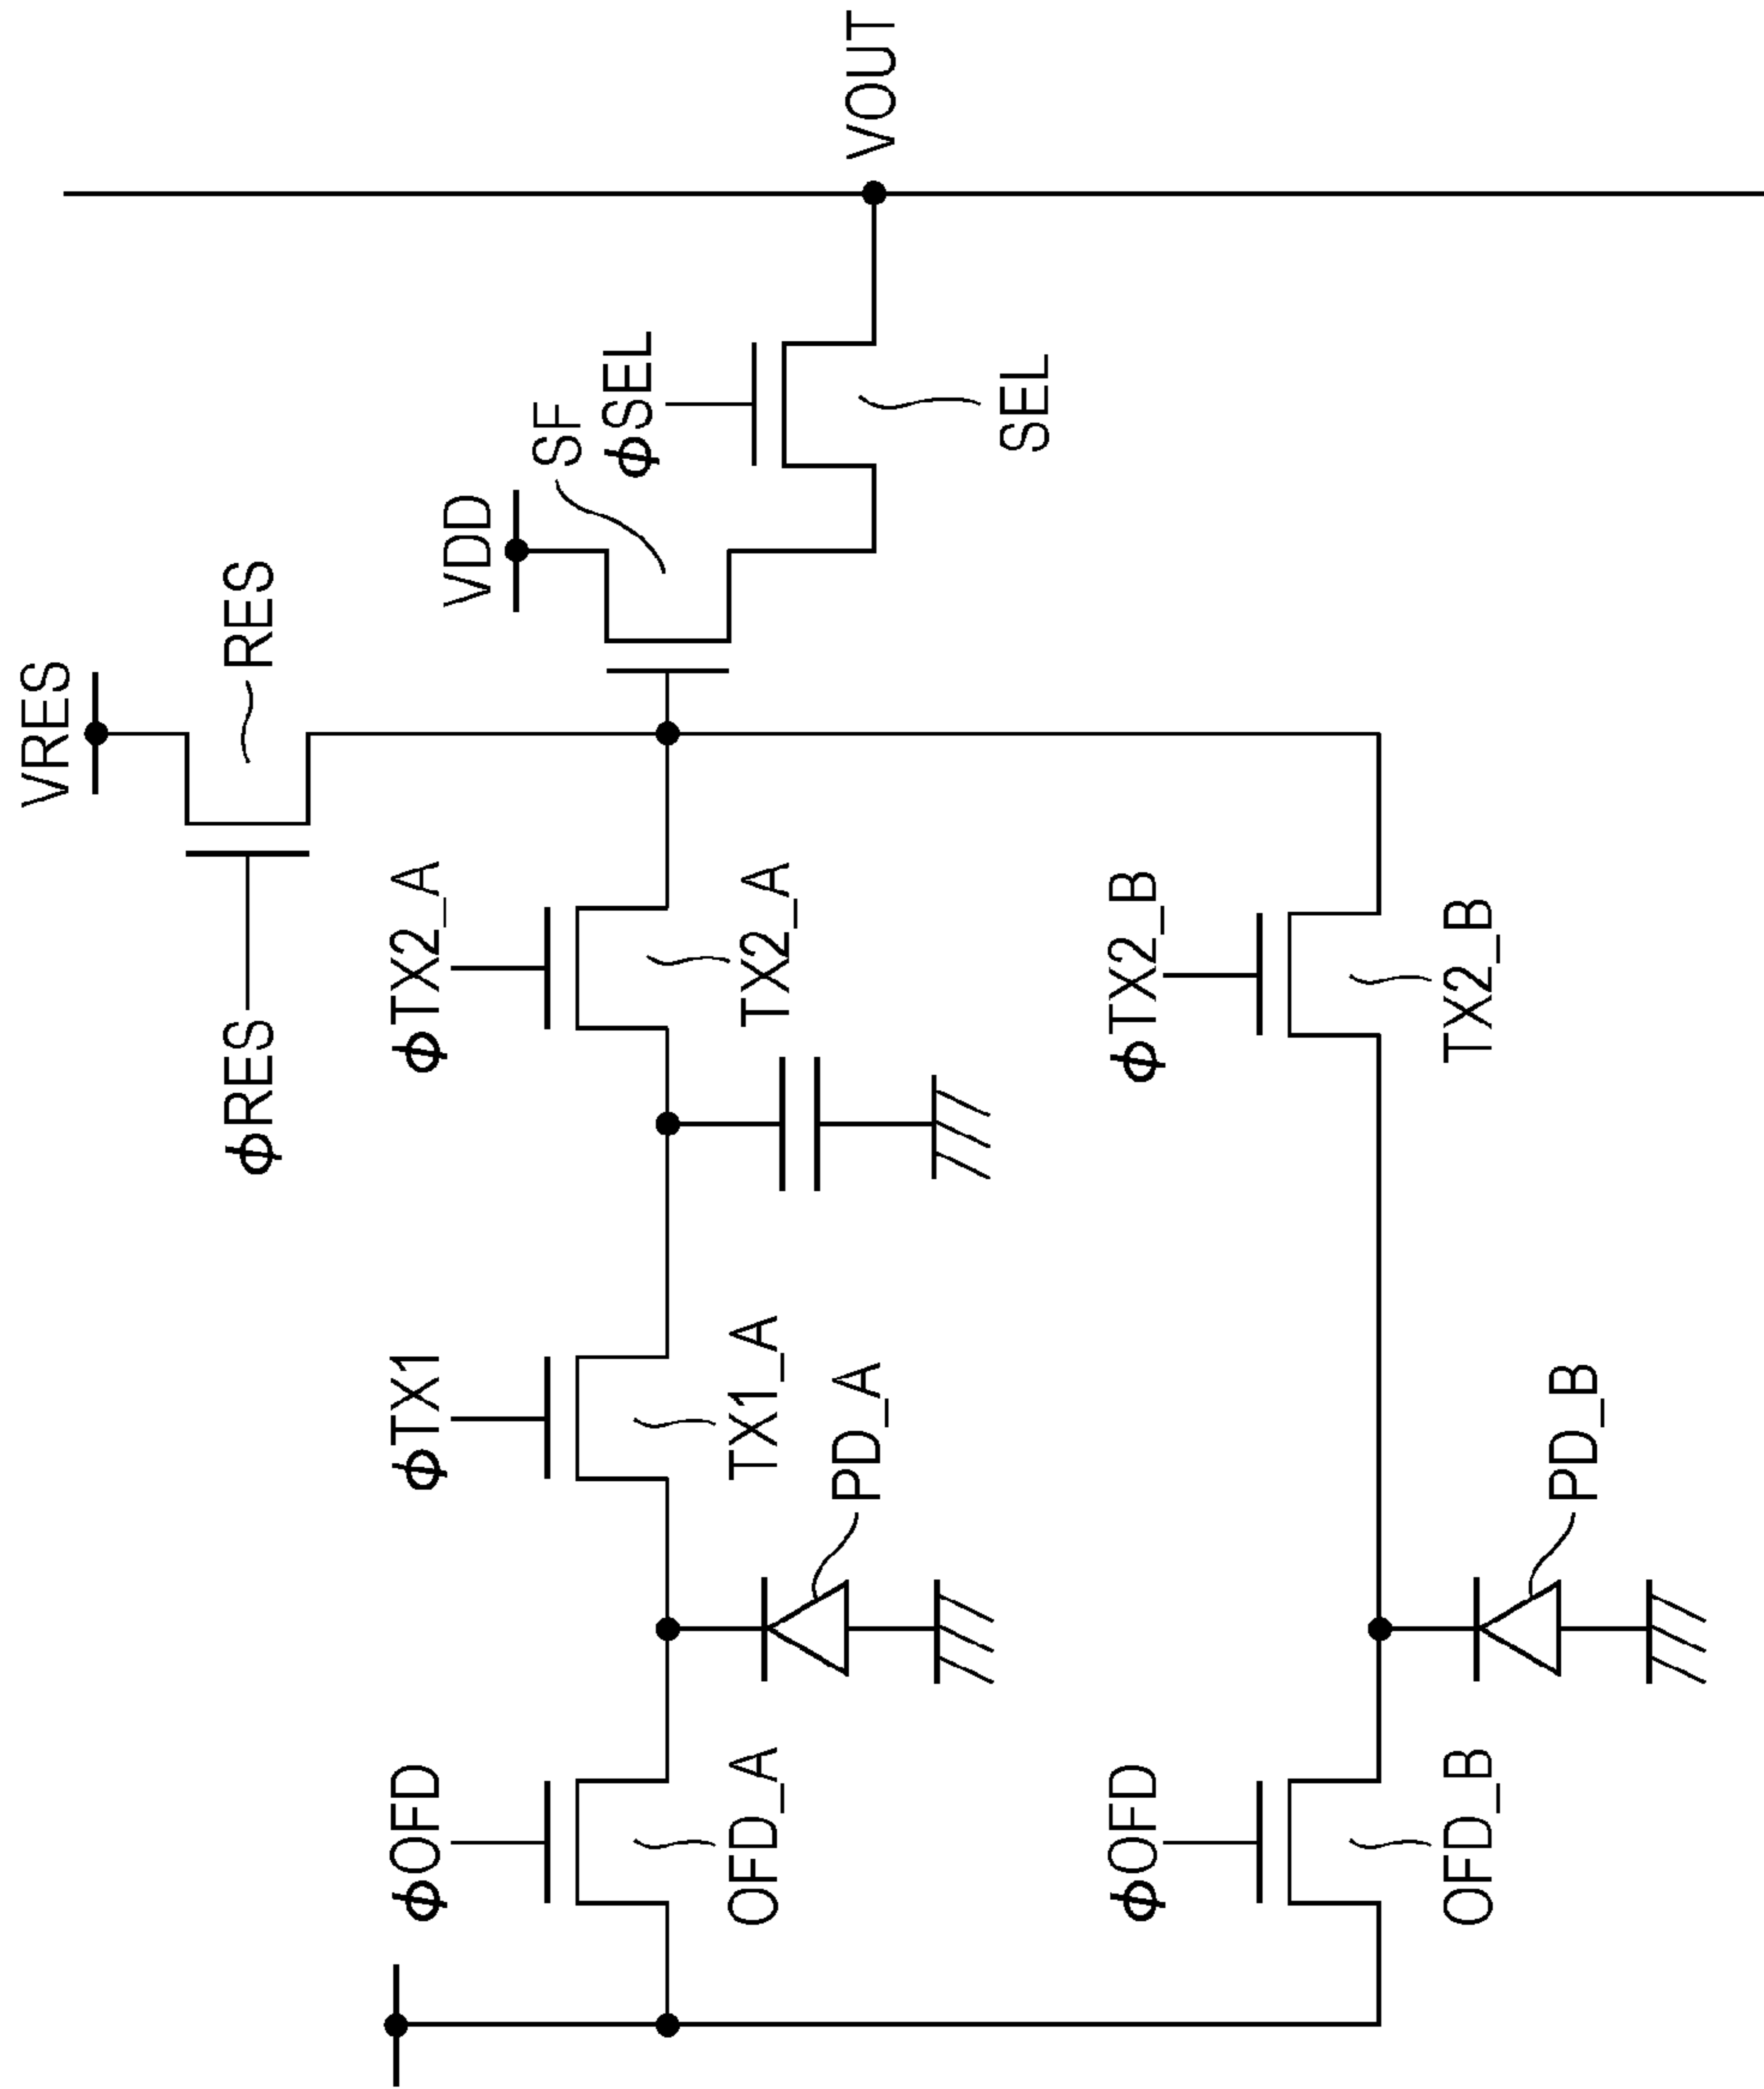 VRES
φRES
RES
VDD
SF
φOFD
φTX1
φTX2_A
φSEL
OFD_A
TX1_A
TX2_A
PD_A
VOUT
SEL
φOFD
φTX2_B
OFD_B
TX2_B
PD_B